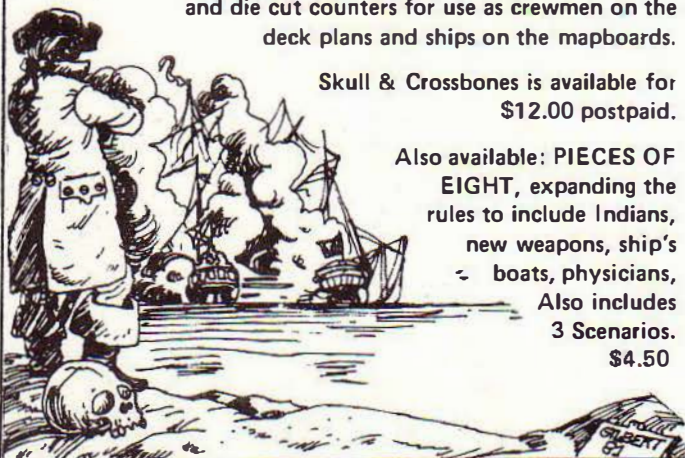 and die cut counters for use as crewmen on the
deck plans and ships on the mapboards.
Skull & Crossbones is available for
$12.00 postpaid.
Also available: PIECES OF
EIGHT, expanding the
rules to include Indians,
new weapons, ship's
boats, physicians,
Also includes
3 Scenarios.
$4.50
GILBERT
81